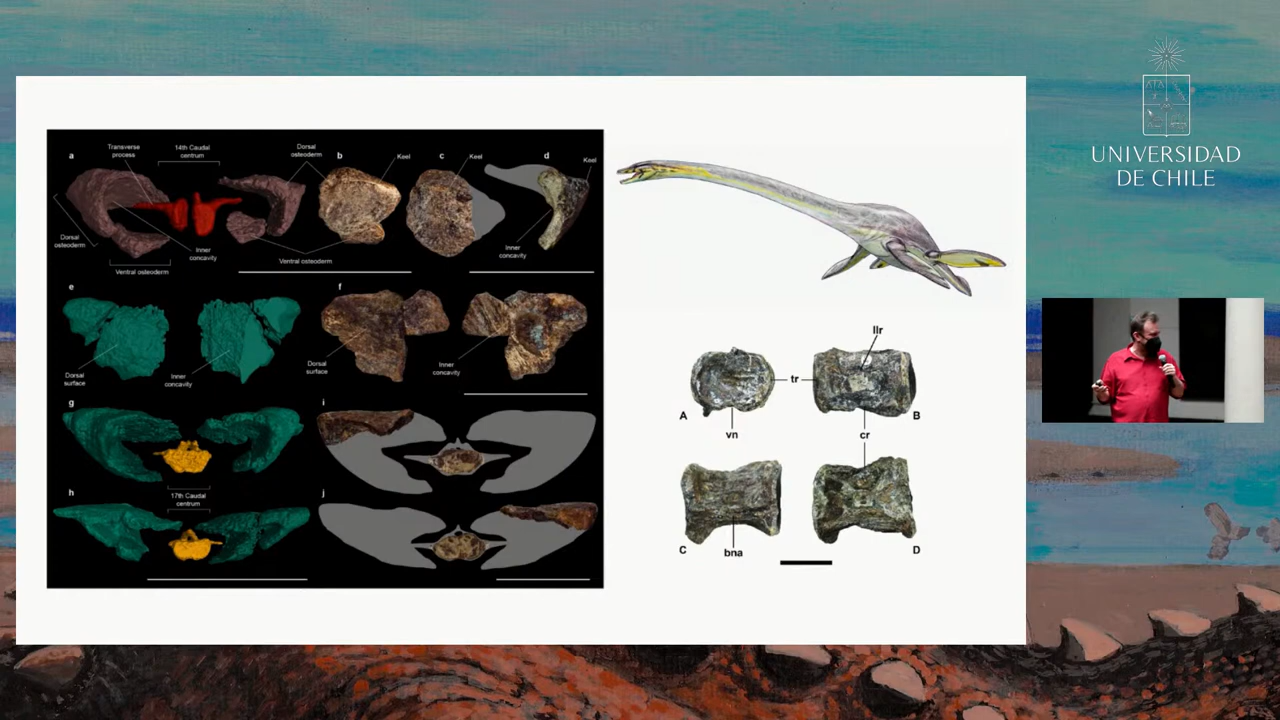 a
Transverse
process
14th Caudal
centrum
Dorsal
osteoderm
b
Keel
c
Keel
d
Keel
Dorsal
osteoderm
Inner
concavity
Ventral osteoderm
Ventral osteoderm
Inner
concavity
e
Dorsal
surface
Inner
concavity
f
Dorsal
surface
Inner
concavity
g
i
17th Caudal
centrum
h
j
llr
tr
A
vn
B
cr
C
bna
D
UNIVERSIDAD
DE CHILE